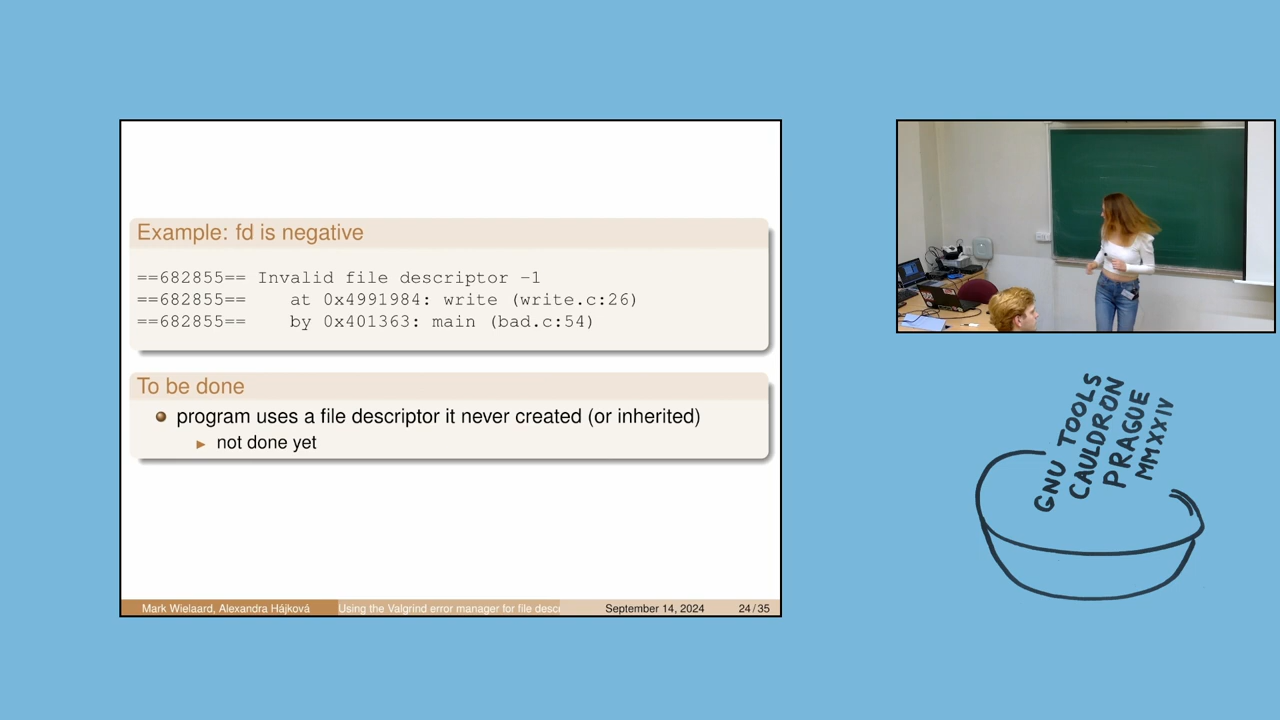 Example: fd is negative
==682855== Invalid file descriptor -1
==682855==    at 0x4991984: write (write.c:26)
==682855==    by 0x401363: main (bad.c:54)
To be done
program uses a file descriptor it never created (or inherited)
not done yet
Mark Wielaard, Alexandra Hájková
Using the Valgrind error manager for file descr
September 14, 2024
24 / 35
GNU TOOLS
CAULDRON
PRAGUE
MMXXIV